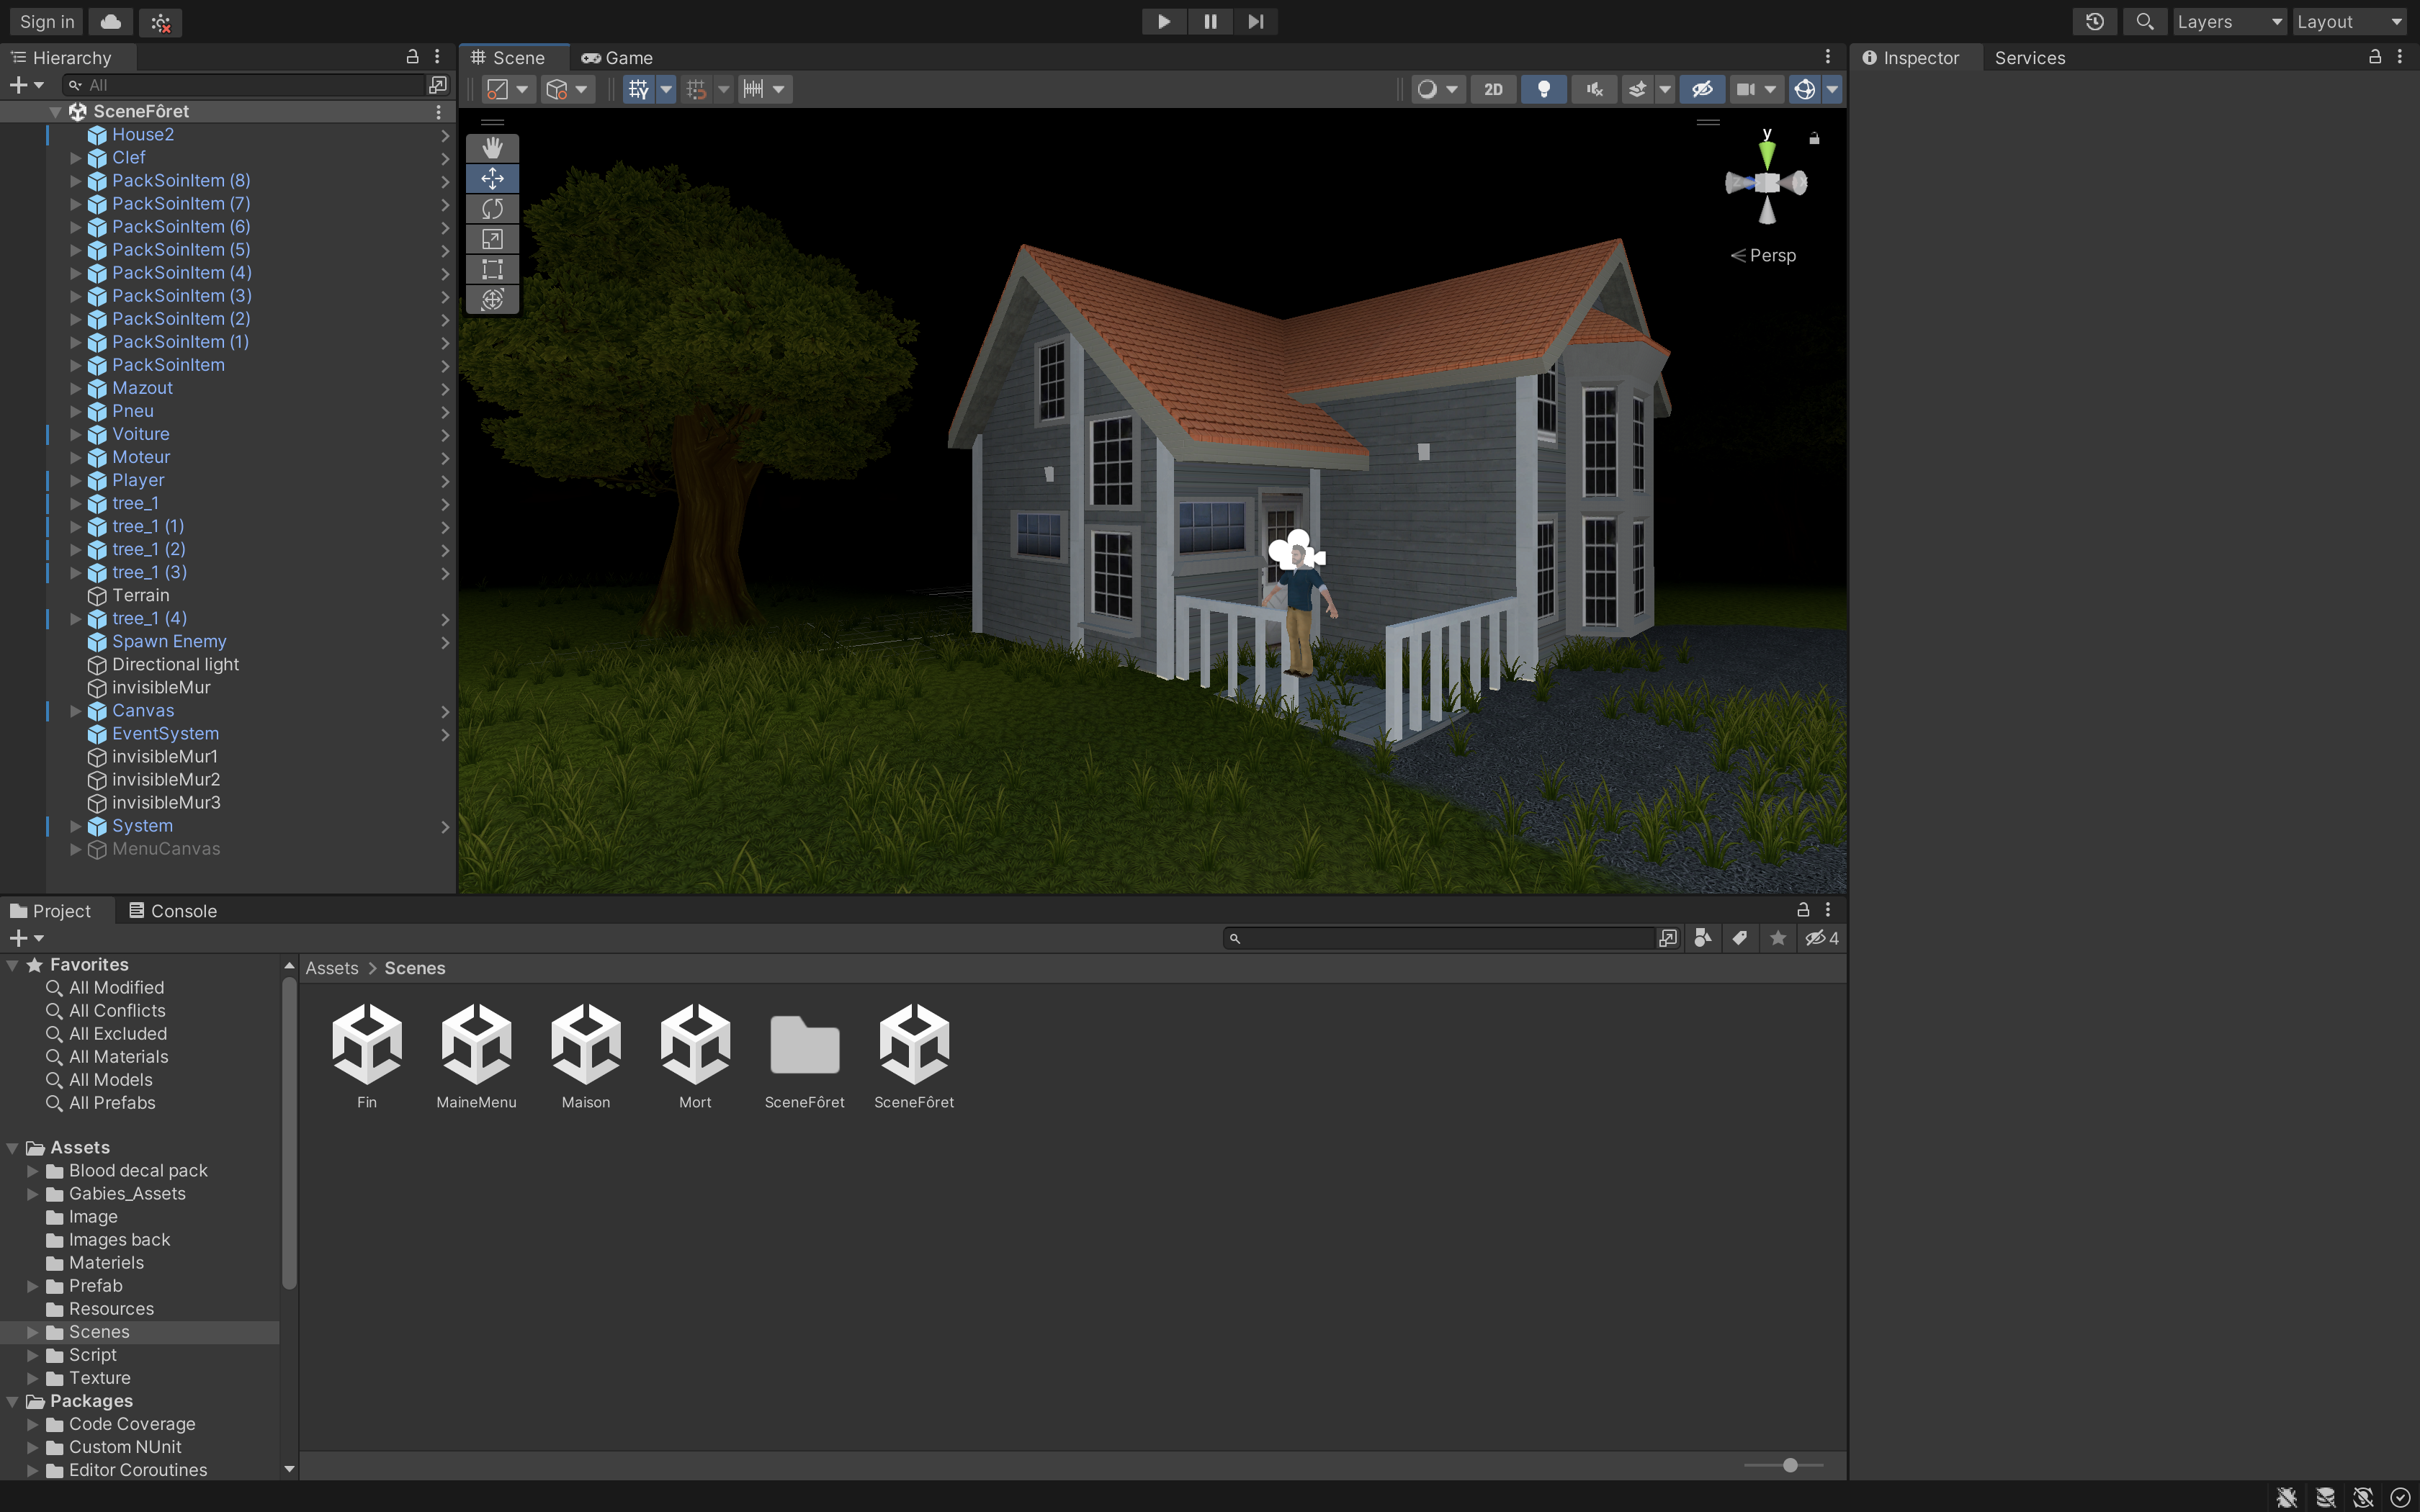 Sign in
Layers
Layout
Hierarchy
All
SceneFôret
House2
Clef
PackSoinItem (8)
PackSoinItem (7)
PackSoinItem (6)
PackSoinItem (5)
PackSoinItem (4)
PackSoinItem (3)
PackSoinItem (2)
PackSoinItem (1)
PackSoinItem
Mazout
Pneu
Voiture
Moteur
Player
tree_1
tree_1 (1)
tree_1 (2)
tree_1 (3)
Terrain
tree_1 (4)
Spawn Enemy
Directional light
invisibleMur
Canvas
EventSystem
invisibleMur1
invisibleMur2
invisibleMur3
System
MenuCanvas
Scene
Game
2D
y
Persp
Inspector
Services
Project
Console
4
Favorites
All Modified
All Conflicts
All Excluded
All Materials
All Models
All Prefabs
Assets
Blood decal pack
Gabies_Assets
Image
Images back
Materiels
Prefab
Resources
Scenes
Script
Texture
Packages
Code Coverage
Custom NUnit
Editor Coroutines
Assets > Scenes
Fin
MaineMenu
Maison
Mort
SceneFôret
SceneFôret